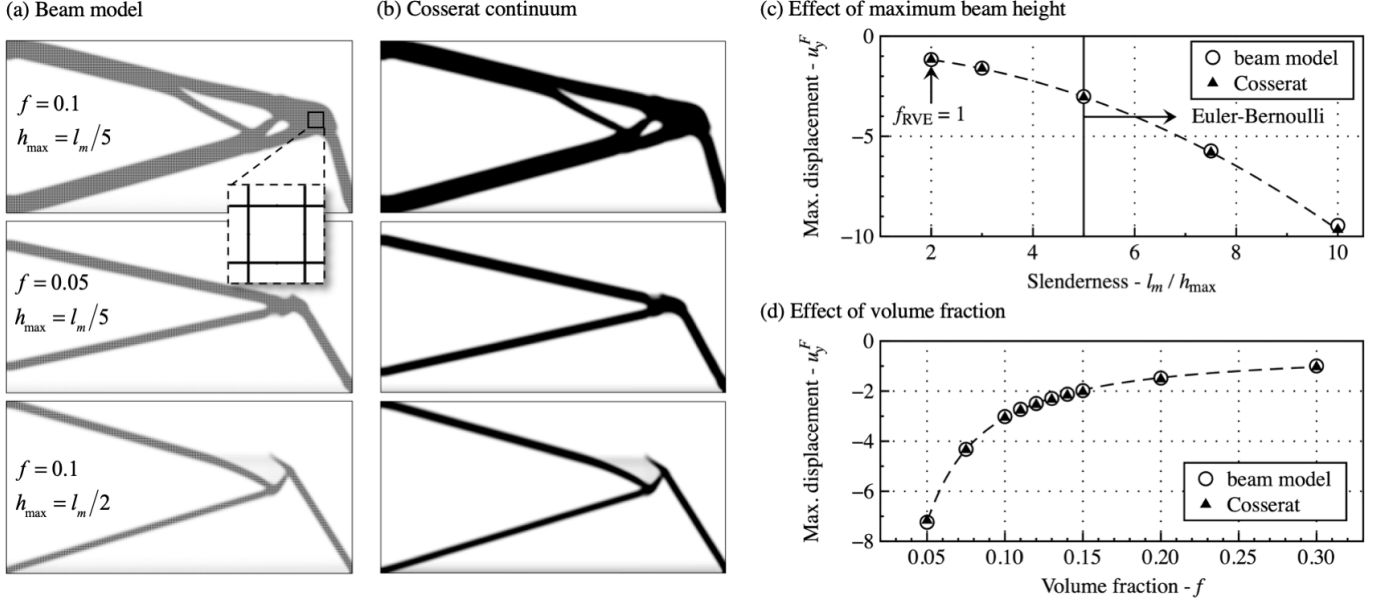 (a) Beam model
(b) Cosserat continuum
f = 0.1
h_max = l_m/5
f = 0.05
h_max = l_m/5
f = 0.1
h_max = l_m/2
(c) Effect of maximum beam height
Max. displacement - u_y^F
0
−5
−10
beam model
Cosserat
f_RVE = 1
Euler-Bernoulli
2 4 6 8 10
Slenderness - l_m / h_max
(d) Effect of volume fraction
Max. displacement - u_y^F
0
−2
−4
−6
−8
beam model
Cosserat
0.05 0.10 0.15 0.20 0.25 0.30
Volume fraction - f